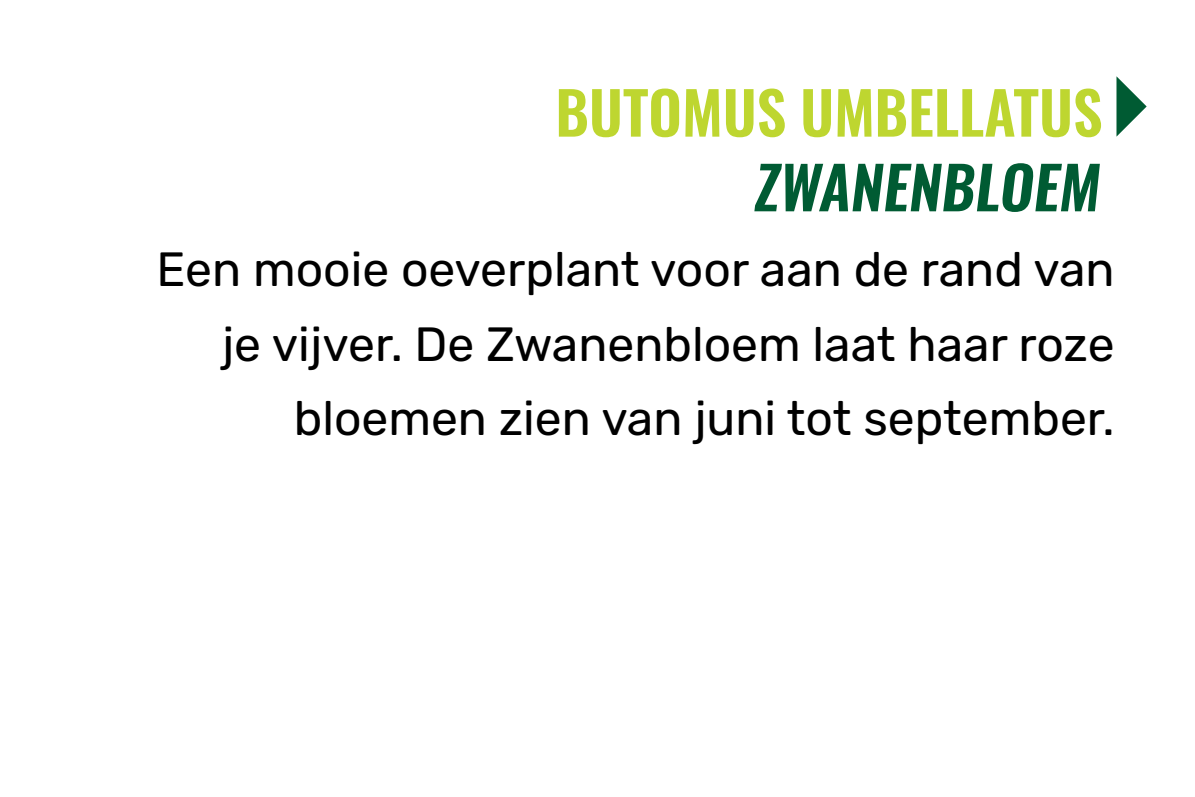 BUTOMUS UMBELLATUS
ZWANENBLOEM
Een mooie oeverplant voor aan de rand van
je vijver. De Zwanenbloem laat haar roze
bloemen zien van juni tot september.